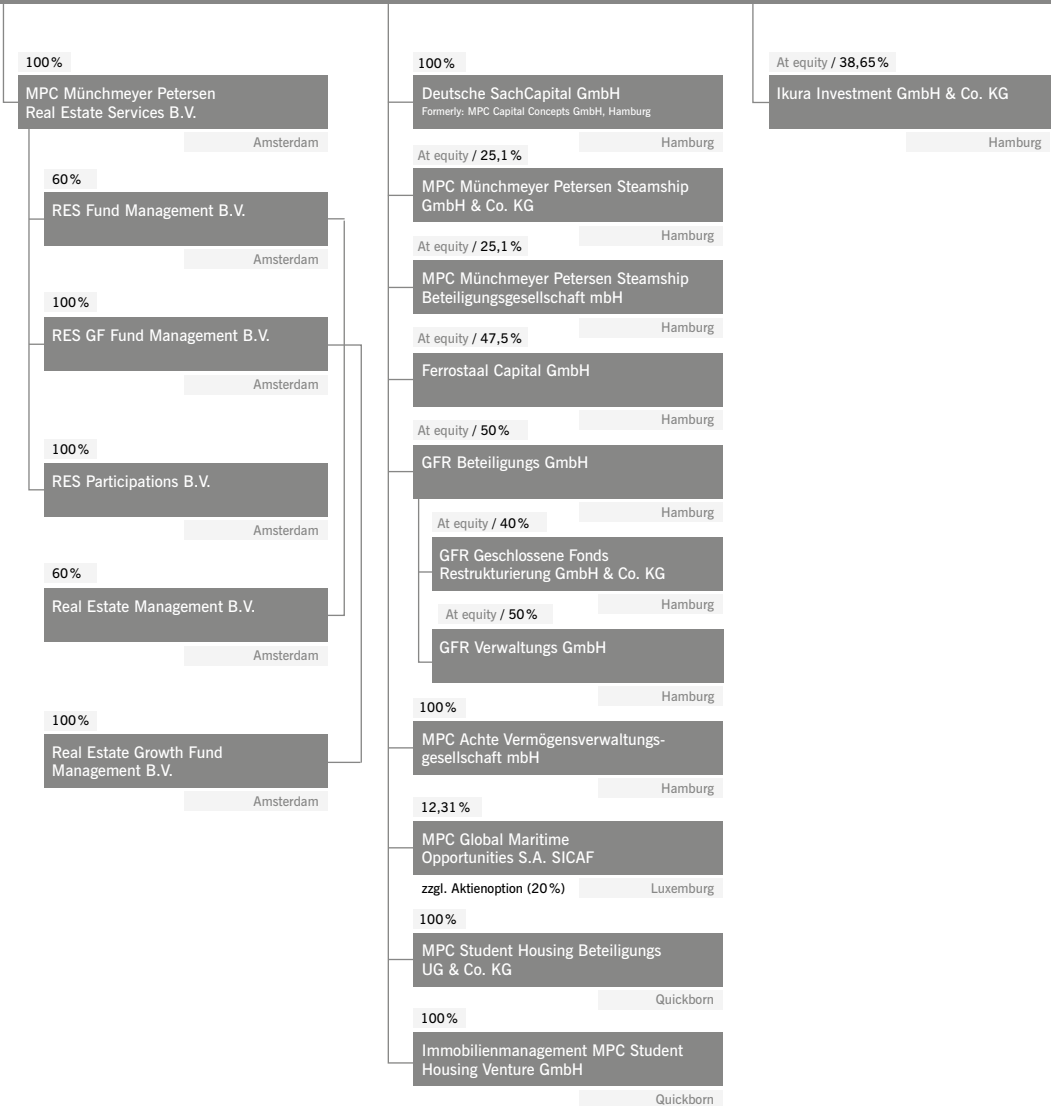 100%
MPC Münchmeyer Petersen
Real Estate Services B.V.
Amsterdam
60%
RES Fund Management B.V.
Amsterdam
100%
RES GF Fund Management B.V.
Amsterdam
100%
RES Participations B.V.
Amsterdam
60%
Real Estate Management B.V.
Amsterdam
100%
Real Estate Growth Fund
Management B.V.
Amsterdam
100%
Deutsche SachCapital GmbH
Formerly: MPC Capital Concepts GmbH, Hamburg
Hamburg
At equity / 25,1%
MPC Münchmeyer Petersen Steamship
GmbH & Co. KG
Hamburg
At equity / 25,1%
MPC Münchmeyer Petersen Steamship
Beteiligungsgesellschaft mbH
Hamburg
At equity / 47,5%
Ferrostaal Capital GmbH
Hamburg
At equity / 50%
GFR Beteiligungs GmbH
Hamburg
At equity / 40%
GFR Geschlossene Fonds
Restrukturierung GmbH & Co. KG
Hamburg
At equity / 50%
GFR Verwaltungs GmbH
Hamburg
100%
MPC Achte Vermögensverwaltungs-
gesellschaft mbH
Hamburg
12,31%
MPC Global Maritime
Opportunities S.A. SICAF
zzgl. Aktienoption (20%) Luxemburg
100%
MPC Student Housing Beteiligungs
UG & Co. KG
Quickborn
100%
Immobilienmanagement MPC Student
Housing Venture GmbH
Quickborn
At equity / 38,65%
Ikura Investment GmbH & Co. KG
Hamburg